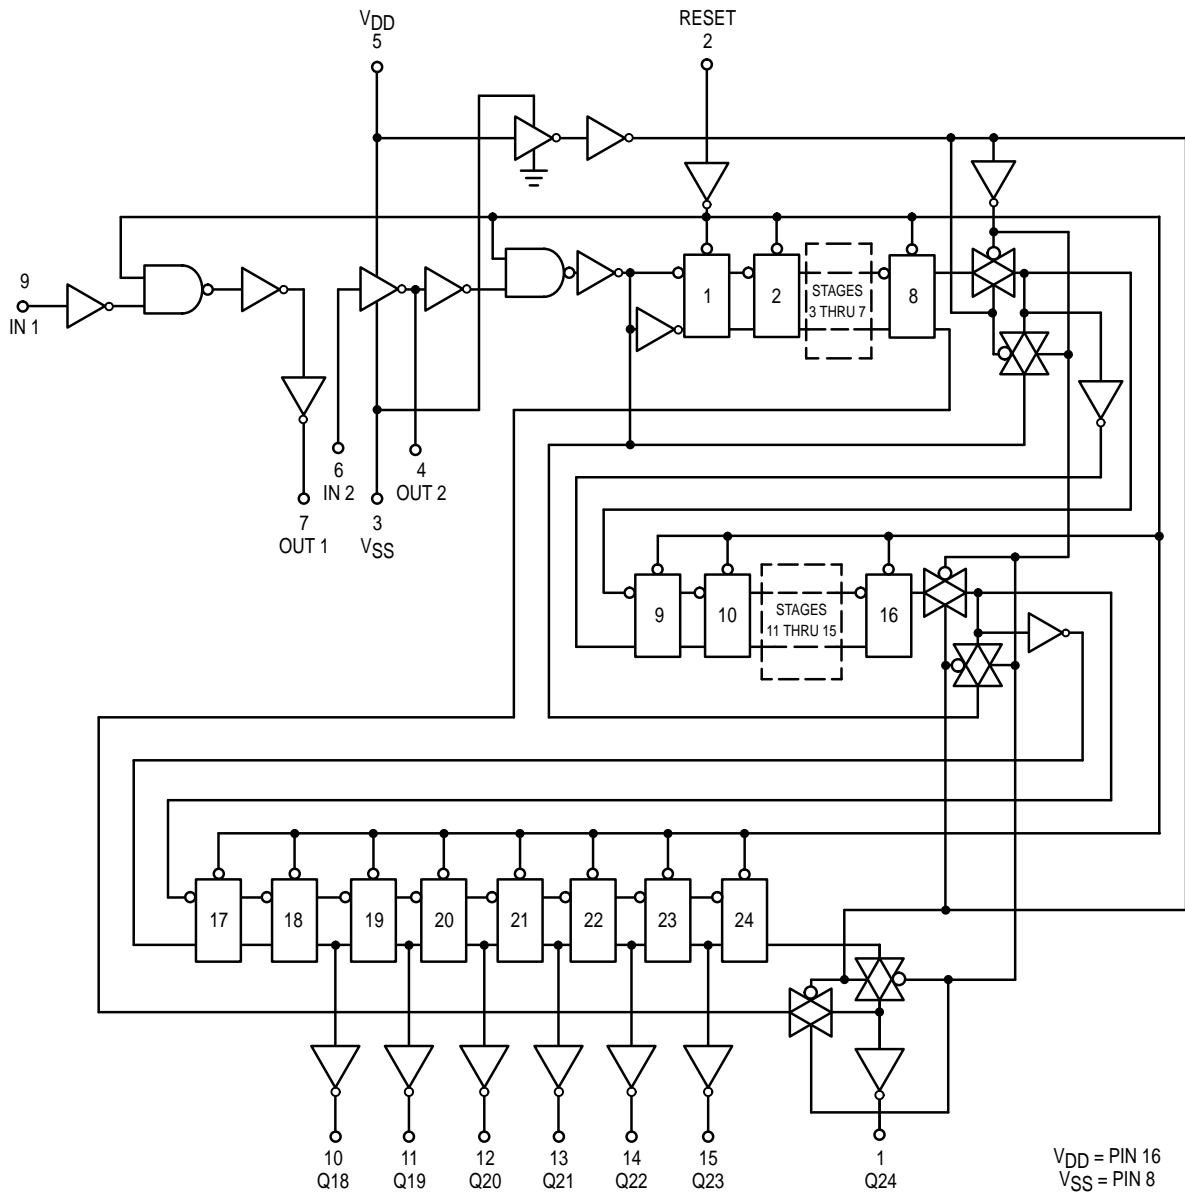 VDD
5
RESET
2
9
IN 1
1
2
STAGES
3 THRU 7
8
6
IN 2
4
OUT 2
7
OUT 1
3
VSS
9
10
STAGES
11 THRU 15
16
17
18
19
20
21
22
23
24
10
Q18
11
Q19
12
Q20
13
Q21
14
Q22
15
Q23
1
Q24
VDD = PIN 16
VSS = PIN 8